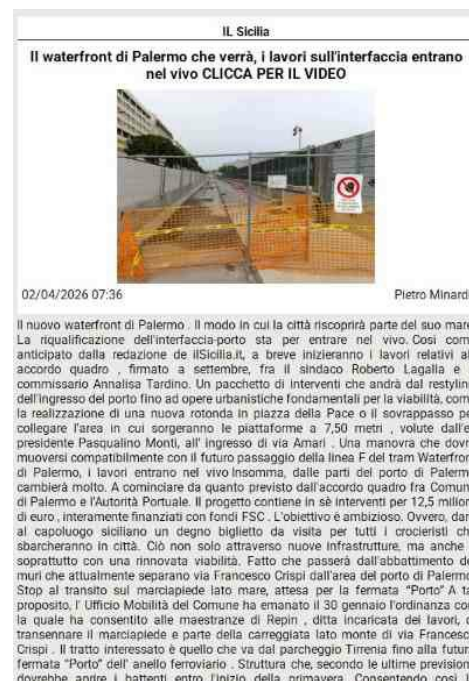 IL Sicilia
Il waterfront di Palermo che verrà, i lavori sull'interfaccia entrano
nel vivo CLICCA PER IL VIDEO
02/04/2026 07:36 Pietro Minardi
Il nuovo waterfront di Palermo . Il modo in cui la città riscoprirà parte del suo mare
La riqualificazione dell'interfaccia-porto sta per entrare nel vivo. Così com
anticipato dalla redazione de ilSicilia.it, a breve inizieranno i lavori relativi al
accordo quadro , firmato a settembre, fra il sindaco Roberto Lagalla e
commissario Annalisa Tardino. Un pacchetto di interventi che andrà dal restylin
dell'ingresso del porto fino ad opere urbanistiche fondamentali per la viabilità, com
la realizzazione di una nuova rotonda in piazza della Pace o il sovrappasso pe
collegare l'area in cui sorgeranno le piattaforme a 7,50 metri , volute dall'e
presidente Pasqualino Monti, all' ingresso di via Amari . Una manovra che dovr
muoversi compatibilmente con il futuro passaggio della linea F del tram Waterfron
di Palermo, i lavori entrano nel vivo Insomma, dalle parti del porto di Palerm
cambierà molto. A cominciare da quanto previsto dall'accordo quadro fra Comun
di Palermo e l'Autorità Portuale. Il progetto contiene in sè interventi per 12,5 milion
di euro , interamente finanziati con fondi FSC . L'obiettivo è ambizioso. Ovvero, dar
al capoluogo siciliano un degno biglietto da visita per tutti i crocieristi ch
sbarcheranno in città. Ciò non solo attraverso nuove infrastrutture, ma anche
soprattutto con una rinnovata viabilità. Fatto che passerà dall'abbattimento de
muri che attualmente separano via Francesco Crispi dall'area del porto di Palermo
Stop al transito sul marciapiede lato mare, attesa per la fermata "Porto" A ta
proposito, l' Ufficio Mobilità del Comune ha emanato il 30 gennaio l'ordinanza con
la quale ha consentito alle maestranze di Repin , ditta incaricata dei lavori, d
transennare il marciapiede e parte della carreggiata lato monte di via Francesc
Crispi . Il tratto interessato è quello che va dal parcheggio Tirrenia fino alla futur
fermata "Porto" dell' anello ferroviario . Struttura che, secondo le ultime previsioni
dovrebbe aprire i battenti entro l'inizio della primavera. Consentendo così la